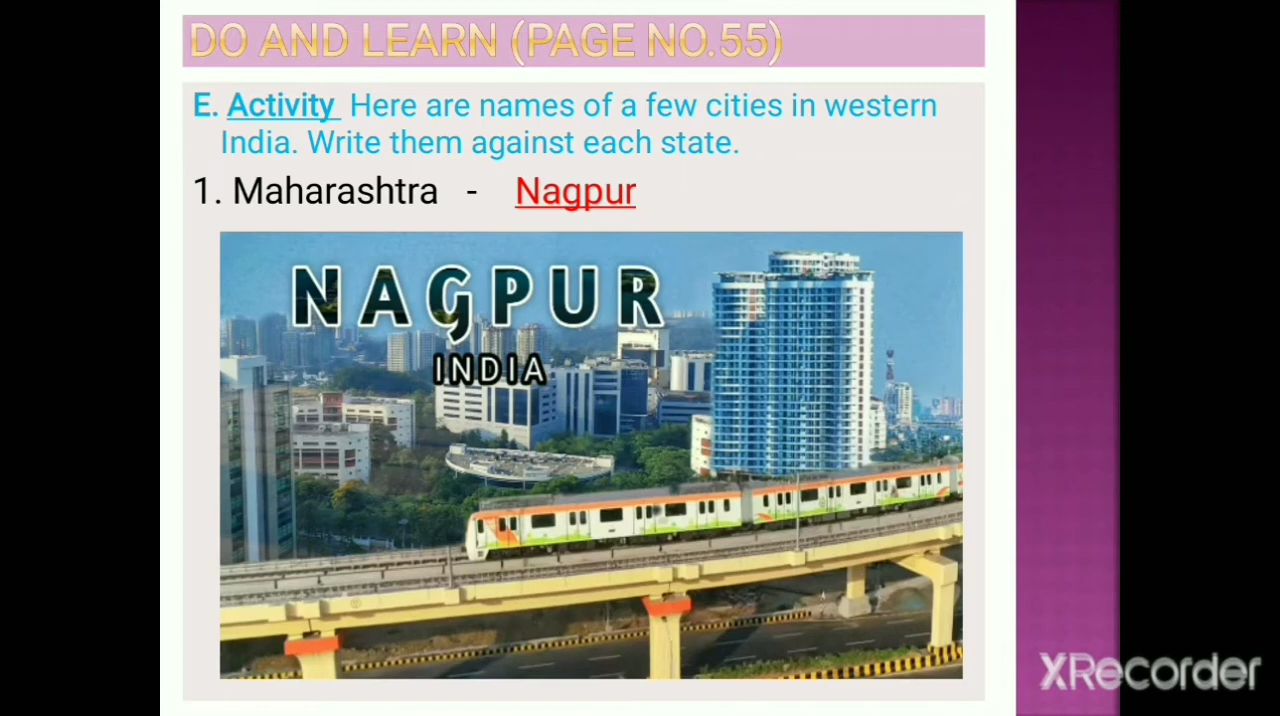 DO AND LEARN (PAGE NO.55)
E. Activity Here are names of a few cities in western
India. Write them against each state.
1. Maharashtra - Nagpur
NAGPUR
INDIA
XRecorder